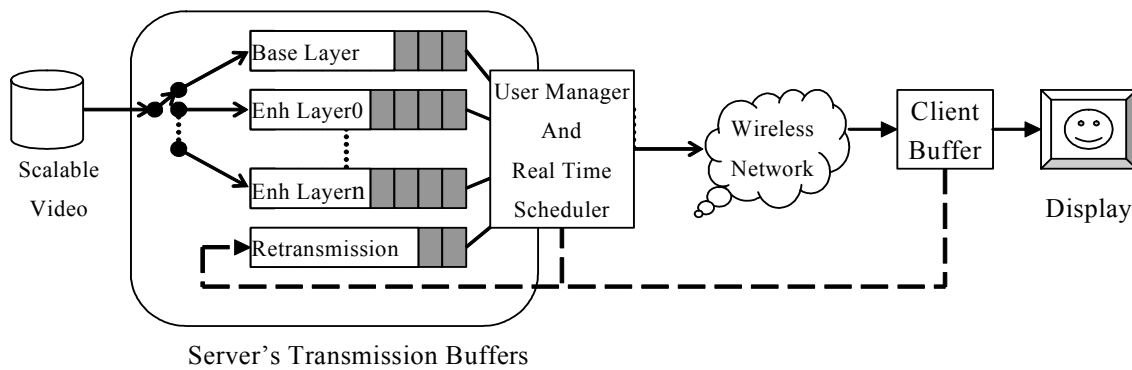 Base Layer
Enh Layer0
Enh Layern
Retransmission
User Manager
And
Real Time
Scheduler
Wireless
Network
Client
Buffer
Scalable
Video
Display
Server's Transmission Buffers